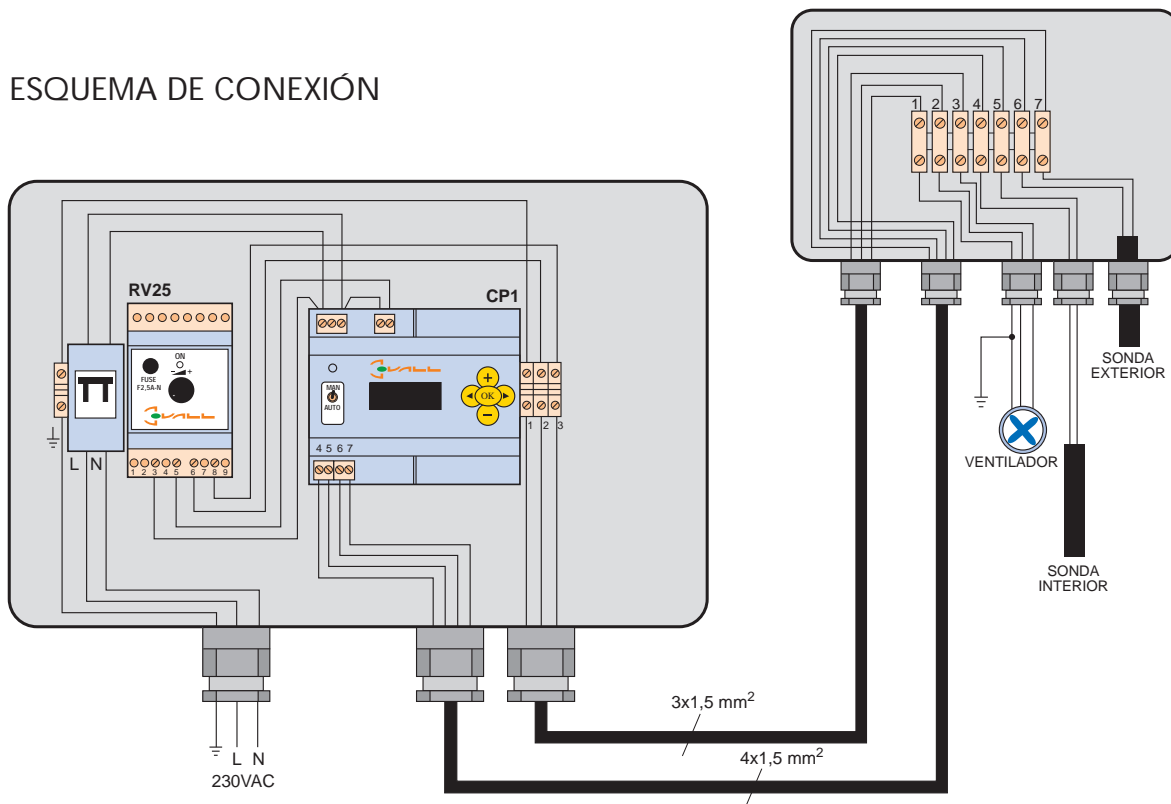 ESQUEMA DE CONEXIÓN
1 2 3 4 5 6 7
RV25
CP1
ON
- +
FUSE
F2,5A-N
VALL
MAN
AUTO
VALL
+
OK
−
L N
1 2 3 4 5 6 7 8 9
4 5 6 7
1 2 3
SONDA
EXTERIOR
VENTILADOR
SONDA
INTERIOR
3x1,5 mm²
4x1,5 mm²
L N
230VAC